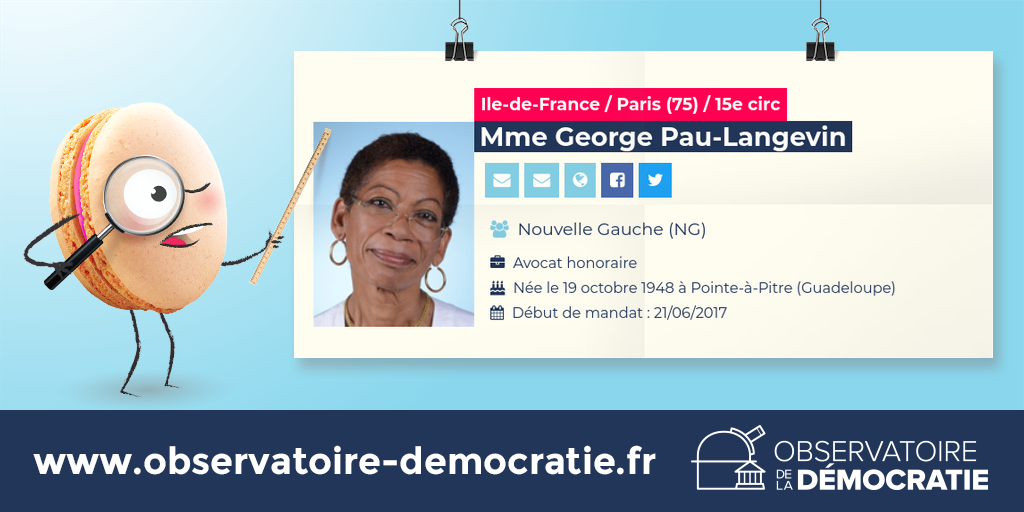 Ile-de-France / Paris (75) / 15e circ
Mme George Pau-Langevin
Nouvelle Gauche (NG)
Avocat honoraire
Née le 19 octobre 1948 à Pointe-à-Pitre (Guadeloupe)
Début de mandat : 21/06/2017
www.observatoire-democratie.fr
OBSERVATOIRE
DE LA DÉMOCRATIE